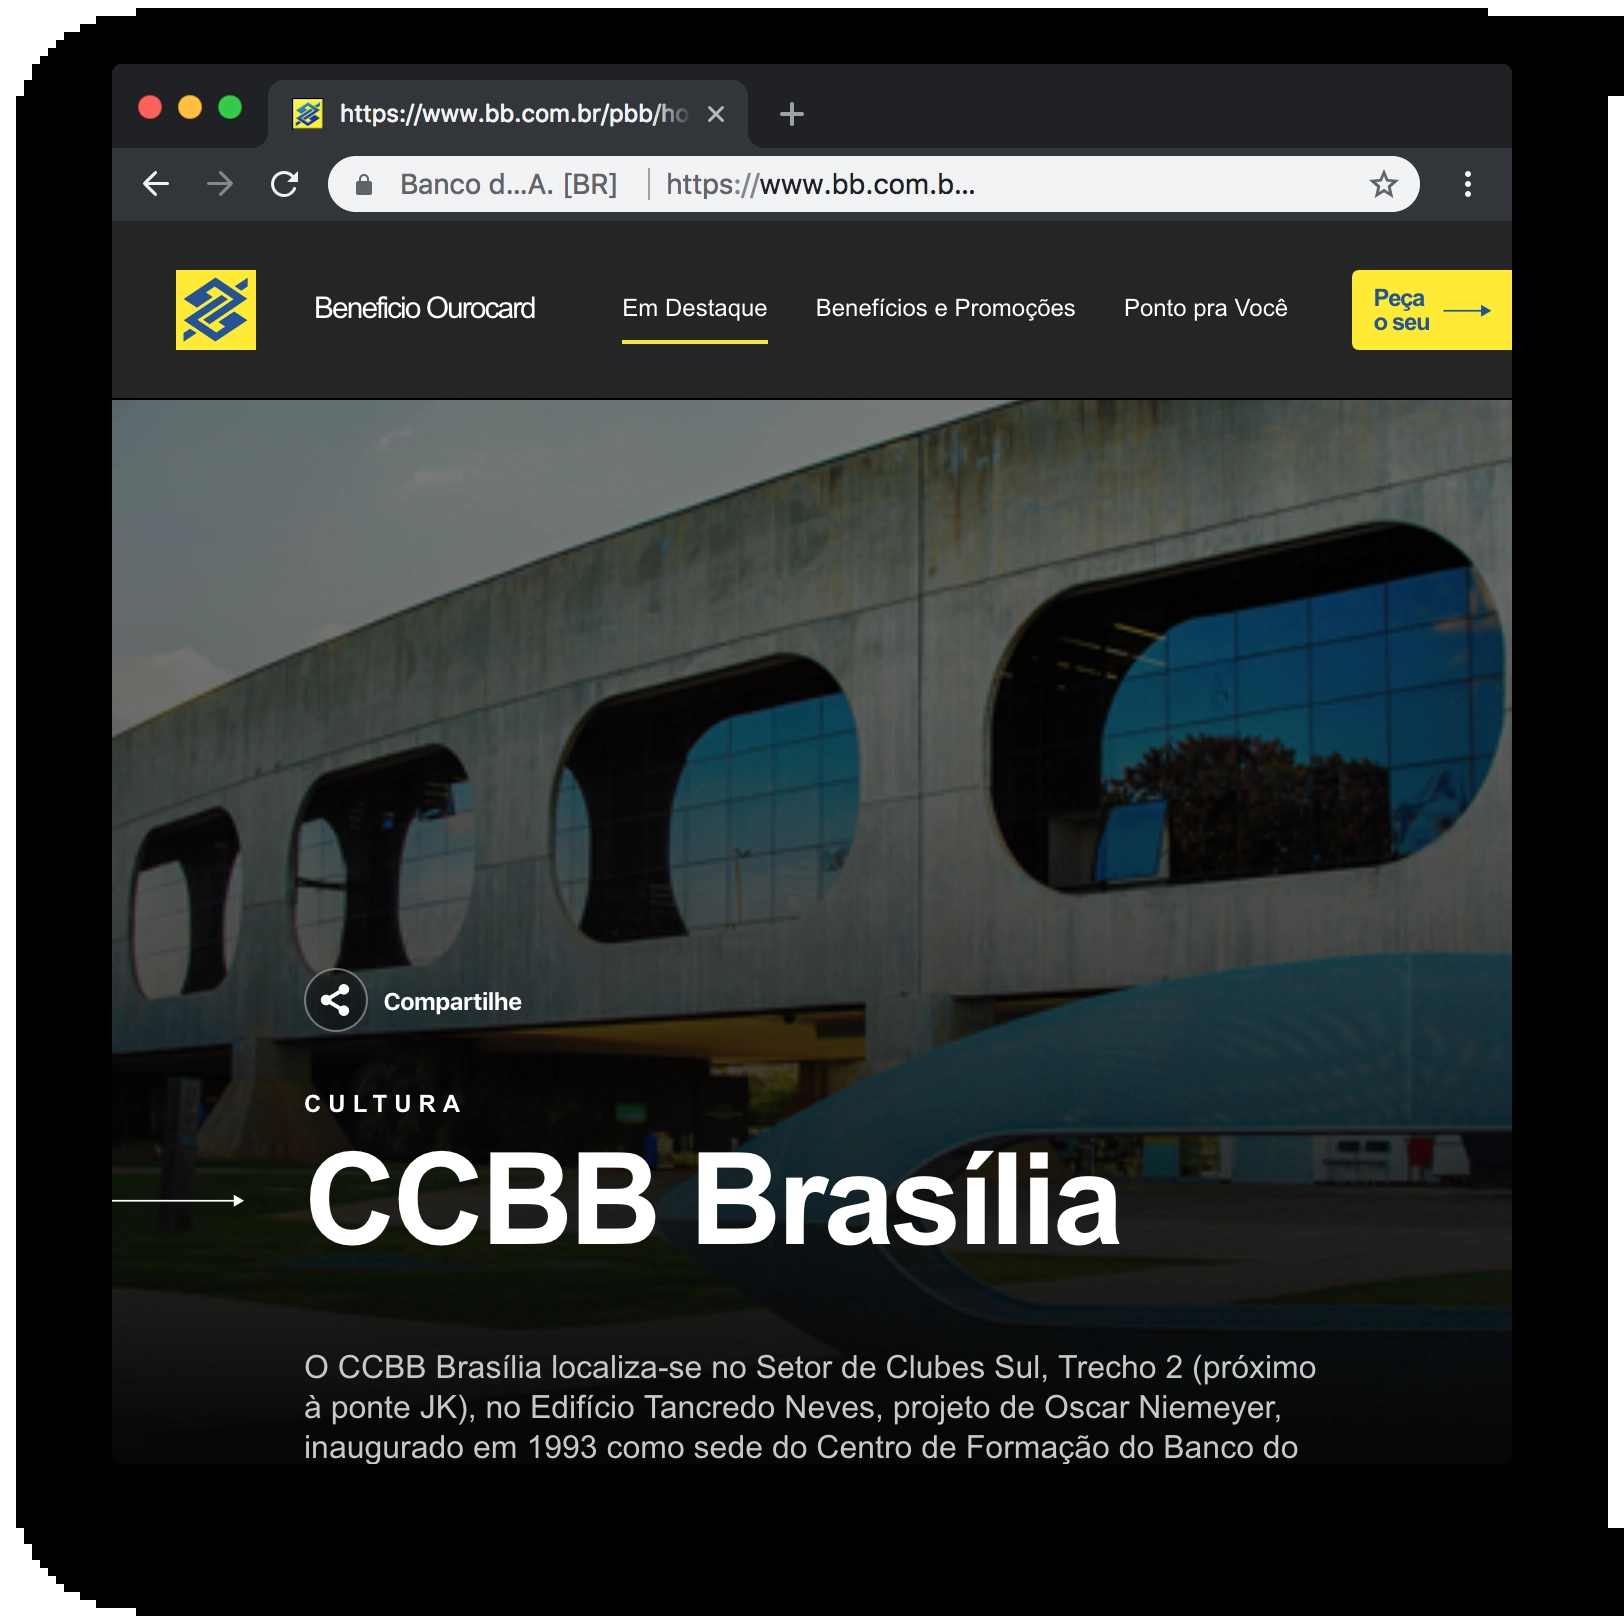 https://www.bb.com.br/pbb/ho
Banco d...A. [BR] https://www.bb.com.b...
Beneficio Ourocard
Em Destaque
Benefícios e Promoções
Ponto pra Você
Peça
o seu
Compartilhe
CULTURA
CCBB Brasília
O CCBB Brasília localiza-se no Setor de Clubes Sul, Trecho 2 (próximo
à ponte JK), no Edifício Tancredo Neves, projeto de Oscar Niemeyer,
inaugurado em 1993 como sede do Centro de Formação do Banco do